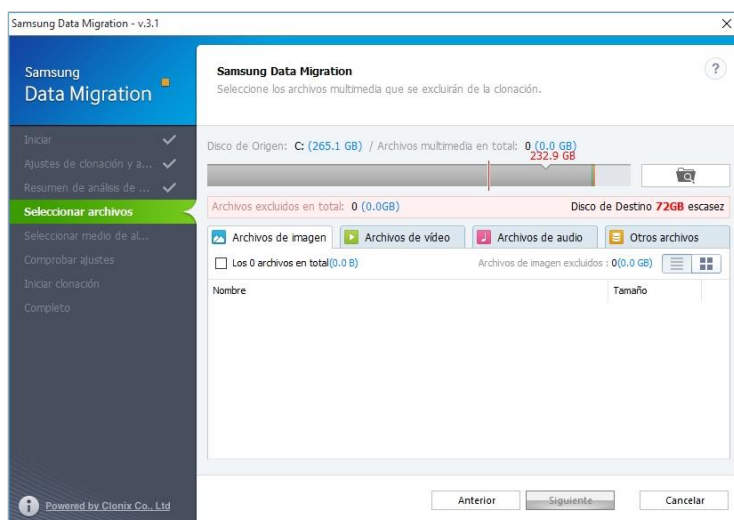 Samsung Data Migration - v.3.1
Samsung
Data Migration
Samsung Data Migration
Seleccione los archivos multimedia que se excluirán de la clonación.
?
Iniciar
Ajustes de clonación y a...
Resumen de análisis de ...
Seleccionar archivos
Seleccionar medio de al...
Comprobar ajustes
Iniciar clonación
Completo
Disco de Origen: C: (265.1 GB) / Archivos multimedia en total: 0 (0.0 GB)
232.9 GB
Archivos excluidos en total: 0 (0.0GB)
Disco de Destino 72GB escasez
Archivos de imagen
Archivos de vídeo
Archivos de audio
Otros archivos
Los 0 archivos en total(0.0 B)
Archivos de imagen excluidos : 0(0.0 GB)
Nombre
Tamaño
Powered by Clonix Co., Ltd
Anterior
Siguiente
Cancelar